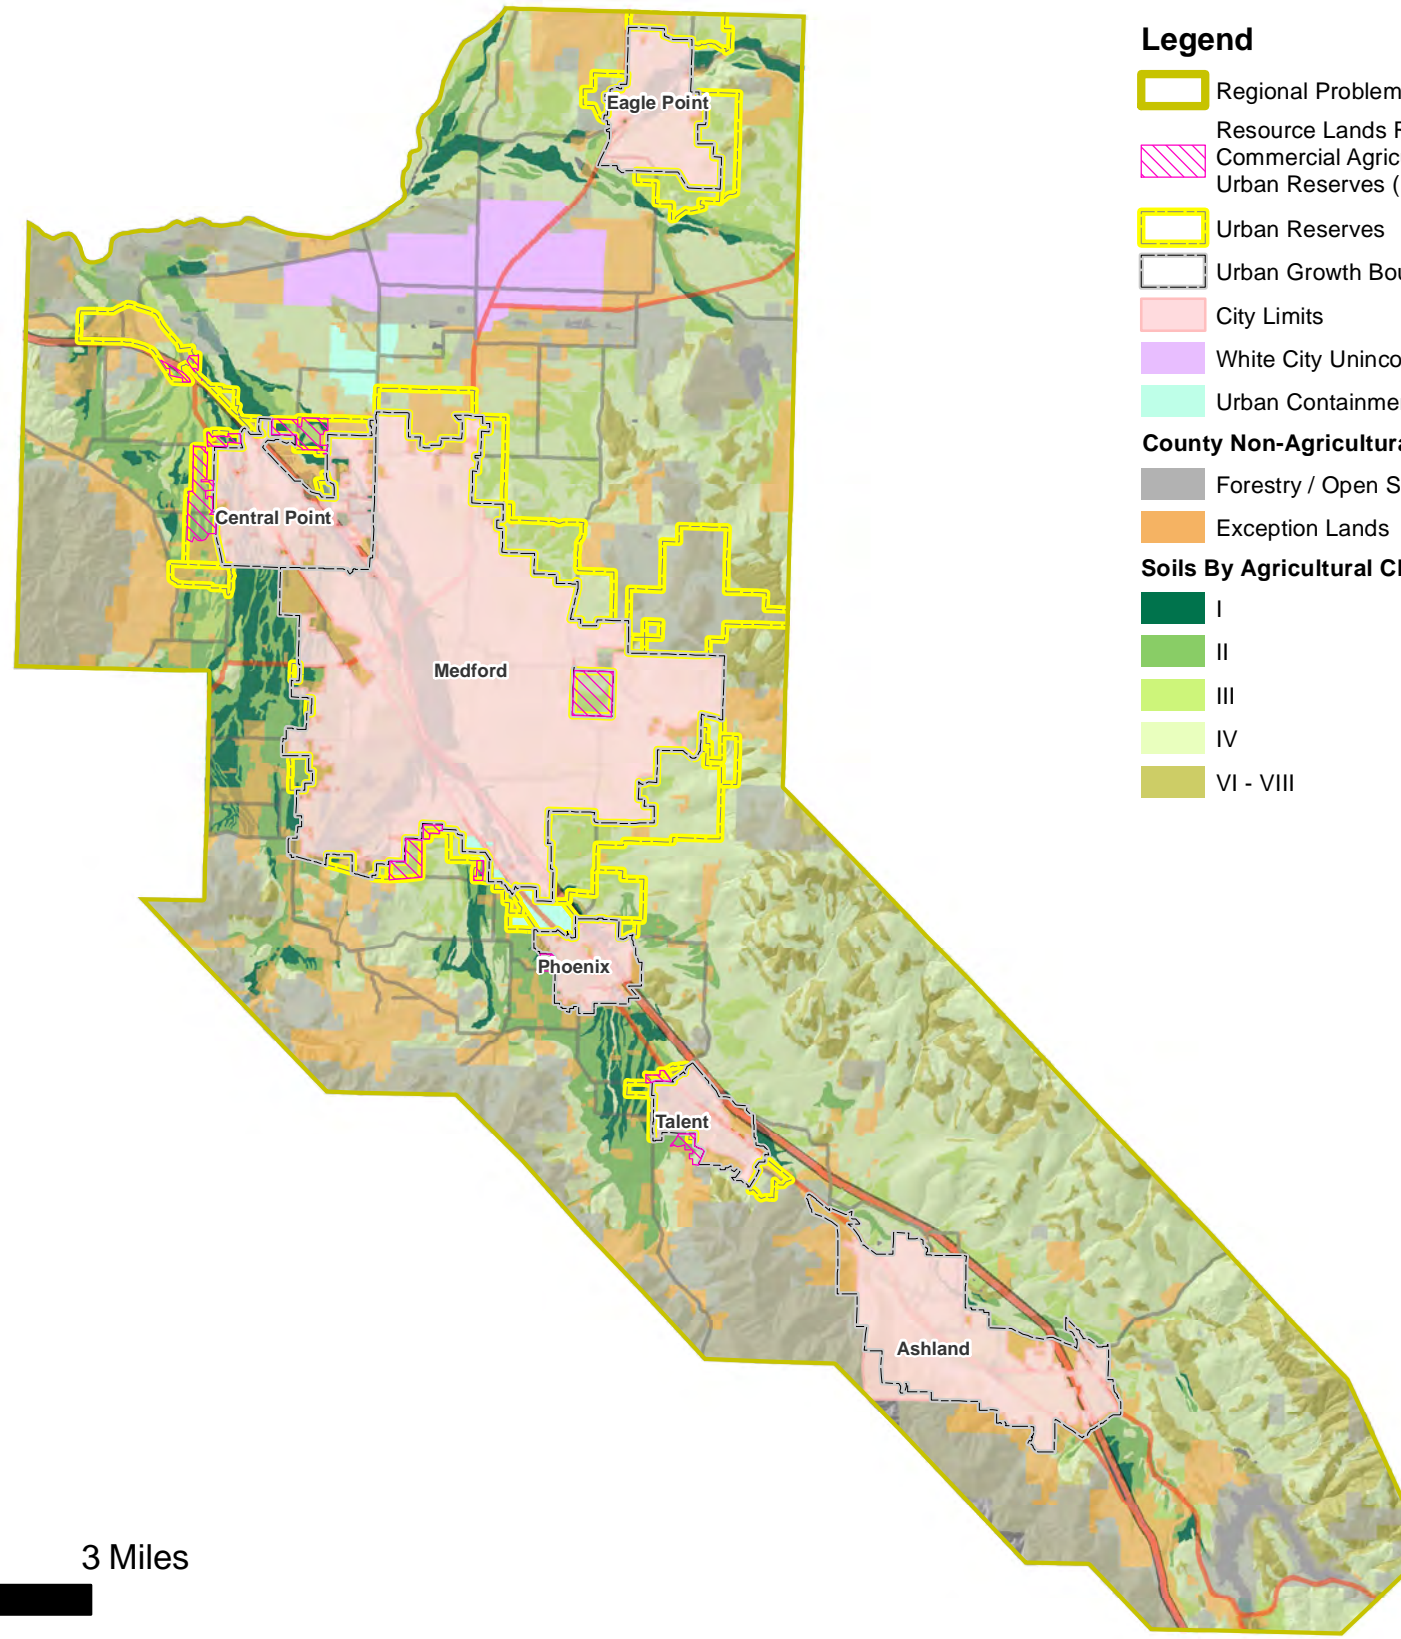 Legend
Regional Problem
Resource Lands R
Commercial Agric
Urban Reserves (
Urban Reserves
Urban Growth Bou
City Limits
White City Uninco
Urban Containmen
County Non-Agricultura
Forestry / Open S
Exception Lands
Soils By Agricultural Cl
I
II
III
IV
VI - VIII
Eagle Point
Central Point
Medford
Phoenix
Talent
Ashland
3 Miles